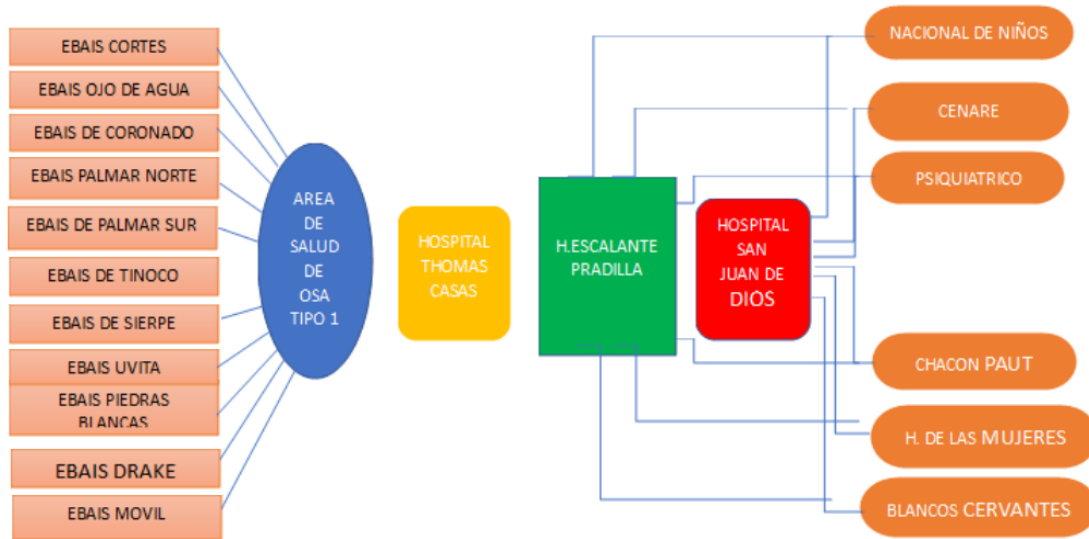 EBAIS CORTES
EBAIS OJO DE AGUA
EBAIS DE CORONADO
EBAIS PALMAR NORTE
EBAIS DE PALMAR SUR
EBAIS DE TINOCO
EBAIS DE SIERPE
EBAIS UVITA
EBAIS PIEDRAS
BLANCAS
EBAIS DRAKE
EBAIS MOVIL
AREA
DE
SALUD
DE
OSA
TIPO 1
HOSPITAL
THOMAS
CASAS
H.ESCALANTE
PRADILLA
HOSPITAL
SAN
JUAN DE
DIOS
NACIONAL DE NIÑOS
CENARE
PSIQUIATRICO
CHACON PAUT
H. DE LAS MUJERES
BLANCOS CERVANTES